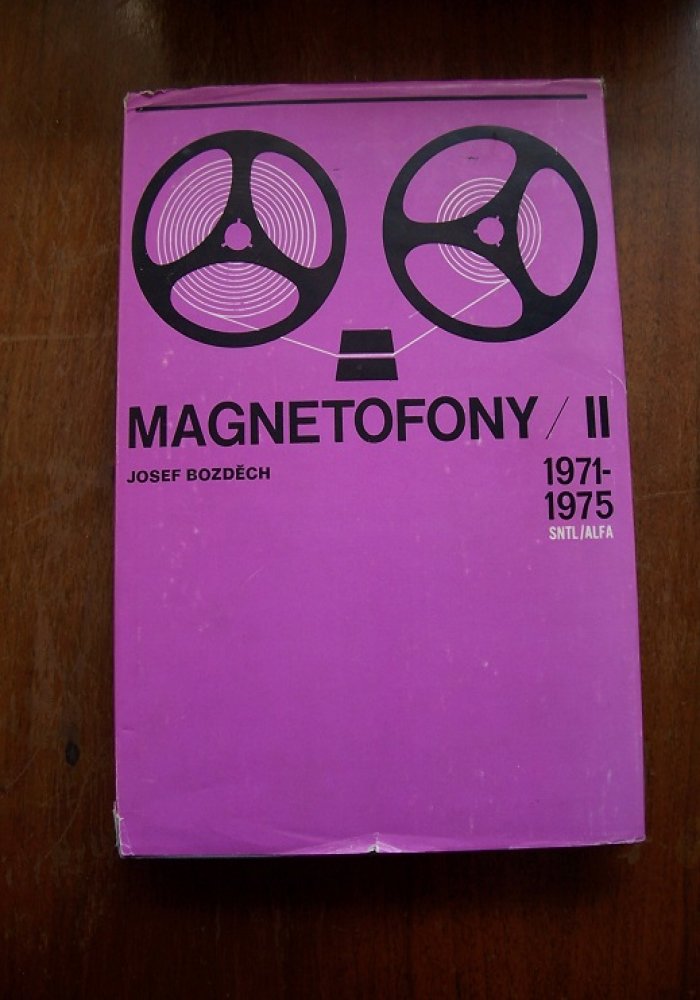 MAGNETOFONY / II
JOSEF BOZDĚCH
1971-
1975
SNTL/ALFA